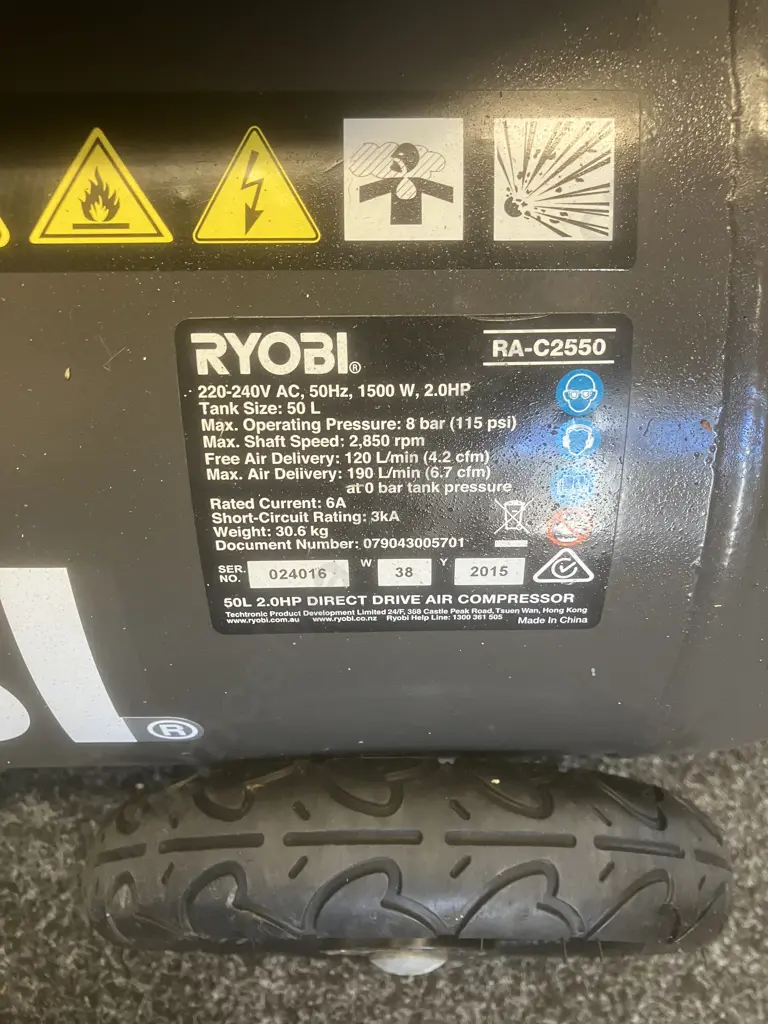 RYOBI®
RA-C2550
220-240V AC, 50Hz, 1500 W, 2.0HP
Tank Size: 50 L
Max. Operating Pressure: 8 bar (115 psi)
Max. Shaft Speed: 2,850 rpm
Free Air Delivery: 120 L/min (4.2 cfm)
Max. Air Delivery: 190 L/min (6.7 cfm)
at 0 bar tank pressure
Rated Current: 6A
Short-Circuit Rating: 3kA
Weight: 30.6 kg
Document Number: 079043005701
SER. NO. 024016 W 38 Y 2015
50L 2.0HP DIRECT DRIVE AIR COMPRESSOR
Techtronic Product Development Limited 24/F, 388 Castle Peak Road, Tsuen Wan, Hong Kong
www.ryobi.com.au www.ryobi.co.nz Ryobi Help Line: 1300 361 505 Made in China
BI®